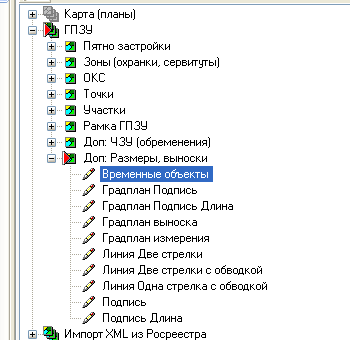 Карта (планы)
ГПЗУ
Пятно застройки
Зоны (охранки, сервитуты)
ОКС
Точки
Участки
Рамка ГПЗУ
Доп: ЧЗУ (обременения)
Доп: Размеры, выноски
Временные объекты
Градплан Подпись
Градплан Подпись Длина
Градплан выноска
Градплан измерения
Линия Две стрелки
Линия Две стрелки с обводкой
Линия Одна стрелка с обводкой
Подпись
Подпись Длина
Импорт XML из Росреестра